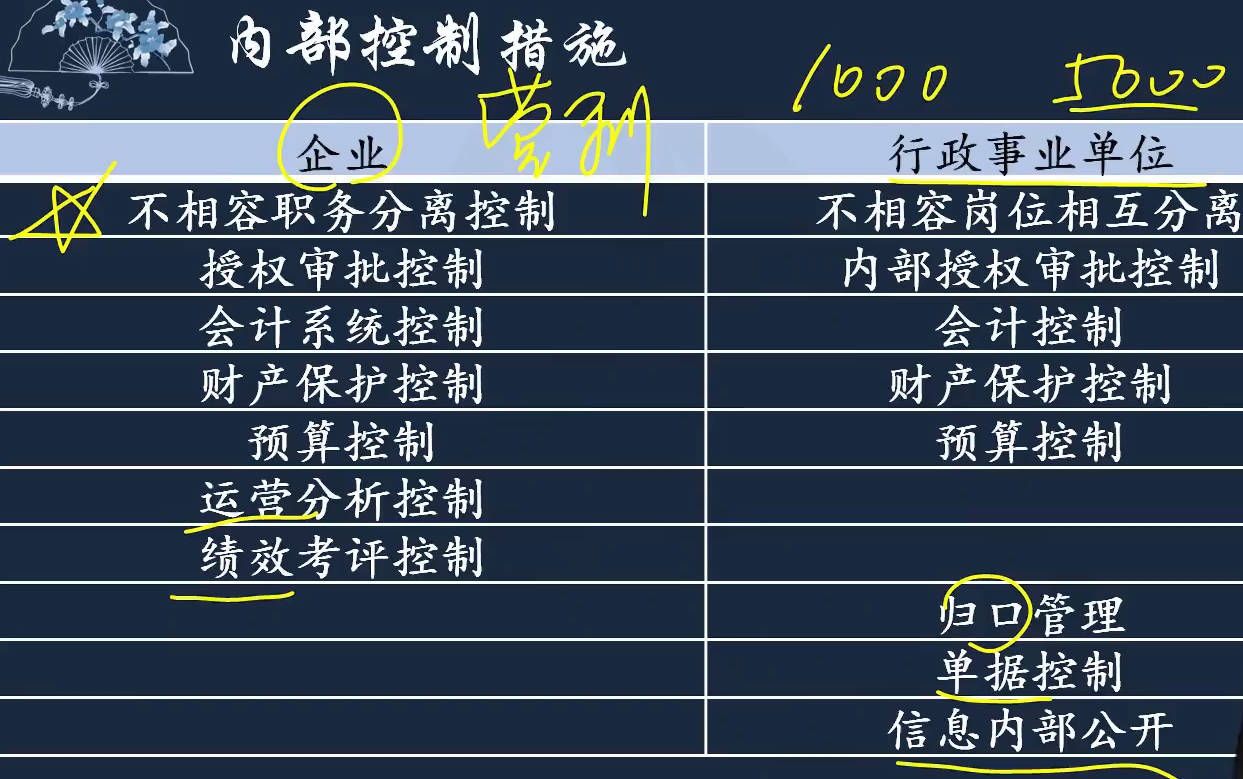 内部控制措施
营利 1000 5000
企业 行政事业单位
不相容职务分离控制 不相容岗位相互分离
授权审批控制 内部授权审批控制
会计系统控制 会计控制
财产保护控制 财产保护控制
预算控制 预算控制
运营分析控制
绩效考评控制
归口管理
单据控制
信息内部公开